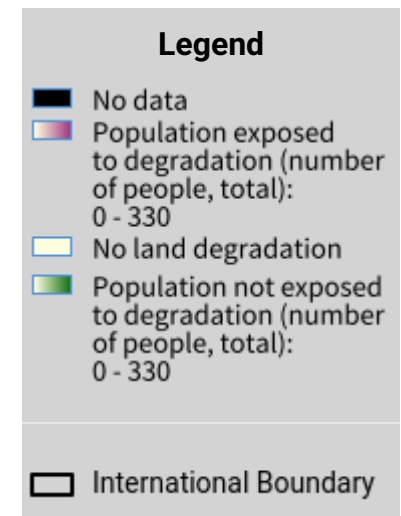 Legend
No data
Population exposed
to degradation (number
of people, total):
0 - 330
No land degradation
Population not exposed
to degradation (number
of people, total):
0 - 330
International Boundary